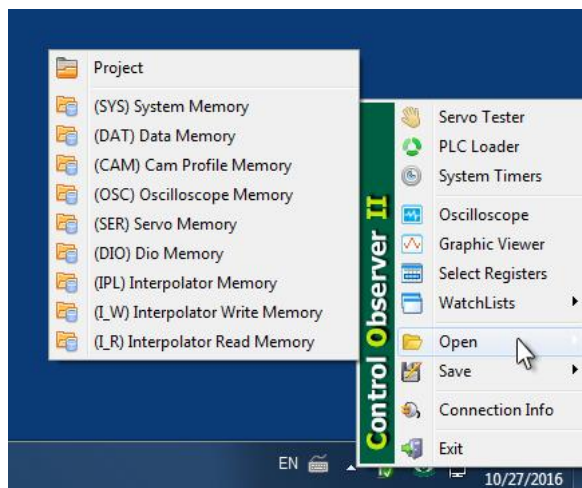 Project
(SYS) System Memory
(DAT) Data Memory
(CAM) Cam Profile Memory
(OSC) Oscilloscope Memory
(SER) Servo Memory
(DIO) Dio Memory
(IPL) Interpolator Memory
(I_W) Interpolator Write Memory
(I_R) Interpolator Read Memory
Control Observer II
Servo Tester
PLC Loader
System Timers
Oscilloscope
Graphic Viewer
Select Registers
WatchLists
Open
Save
Connection Info
Exit
EN
10/27/2016